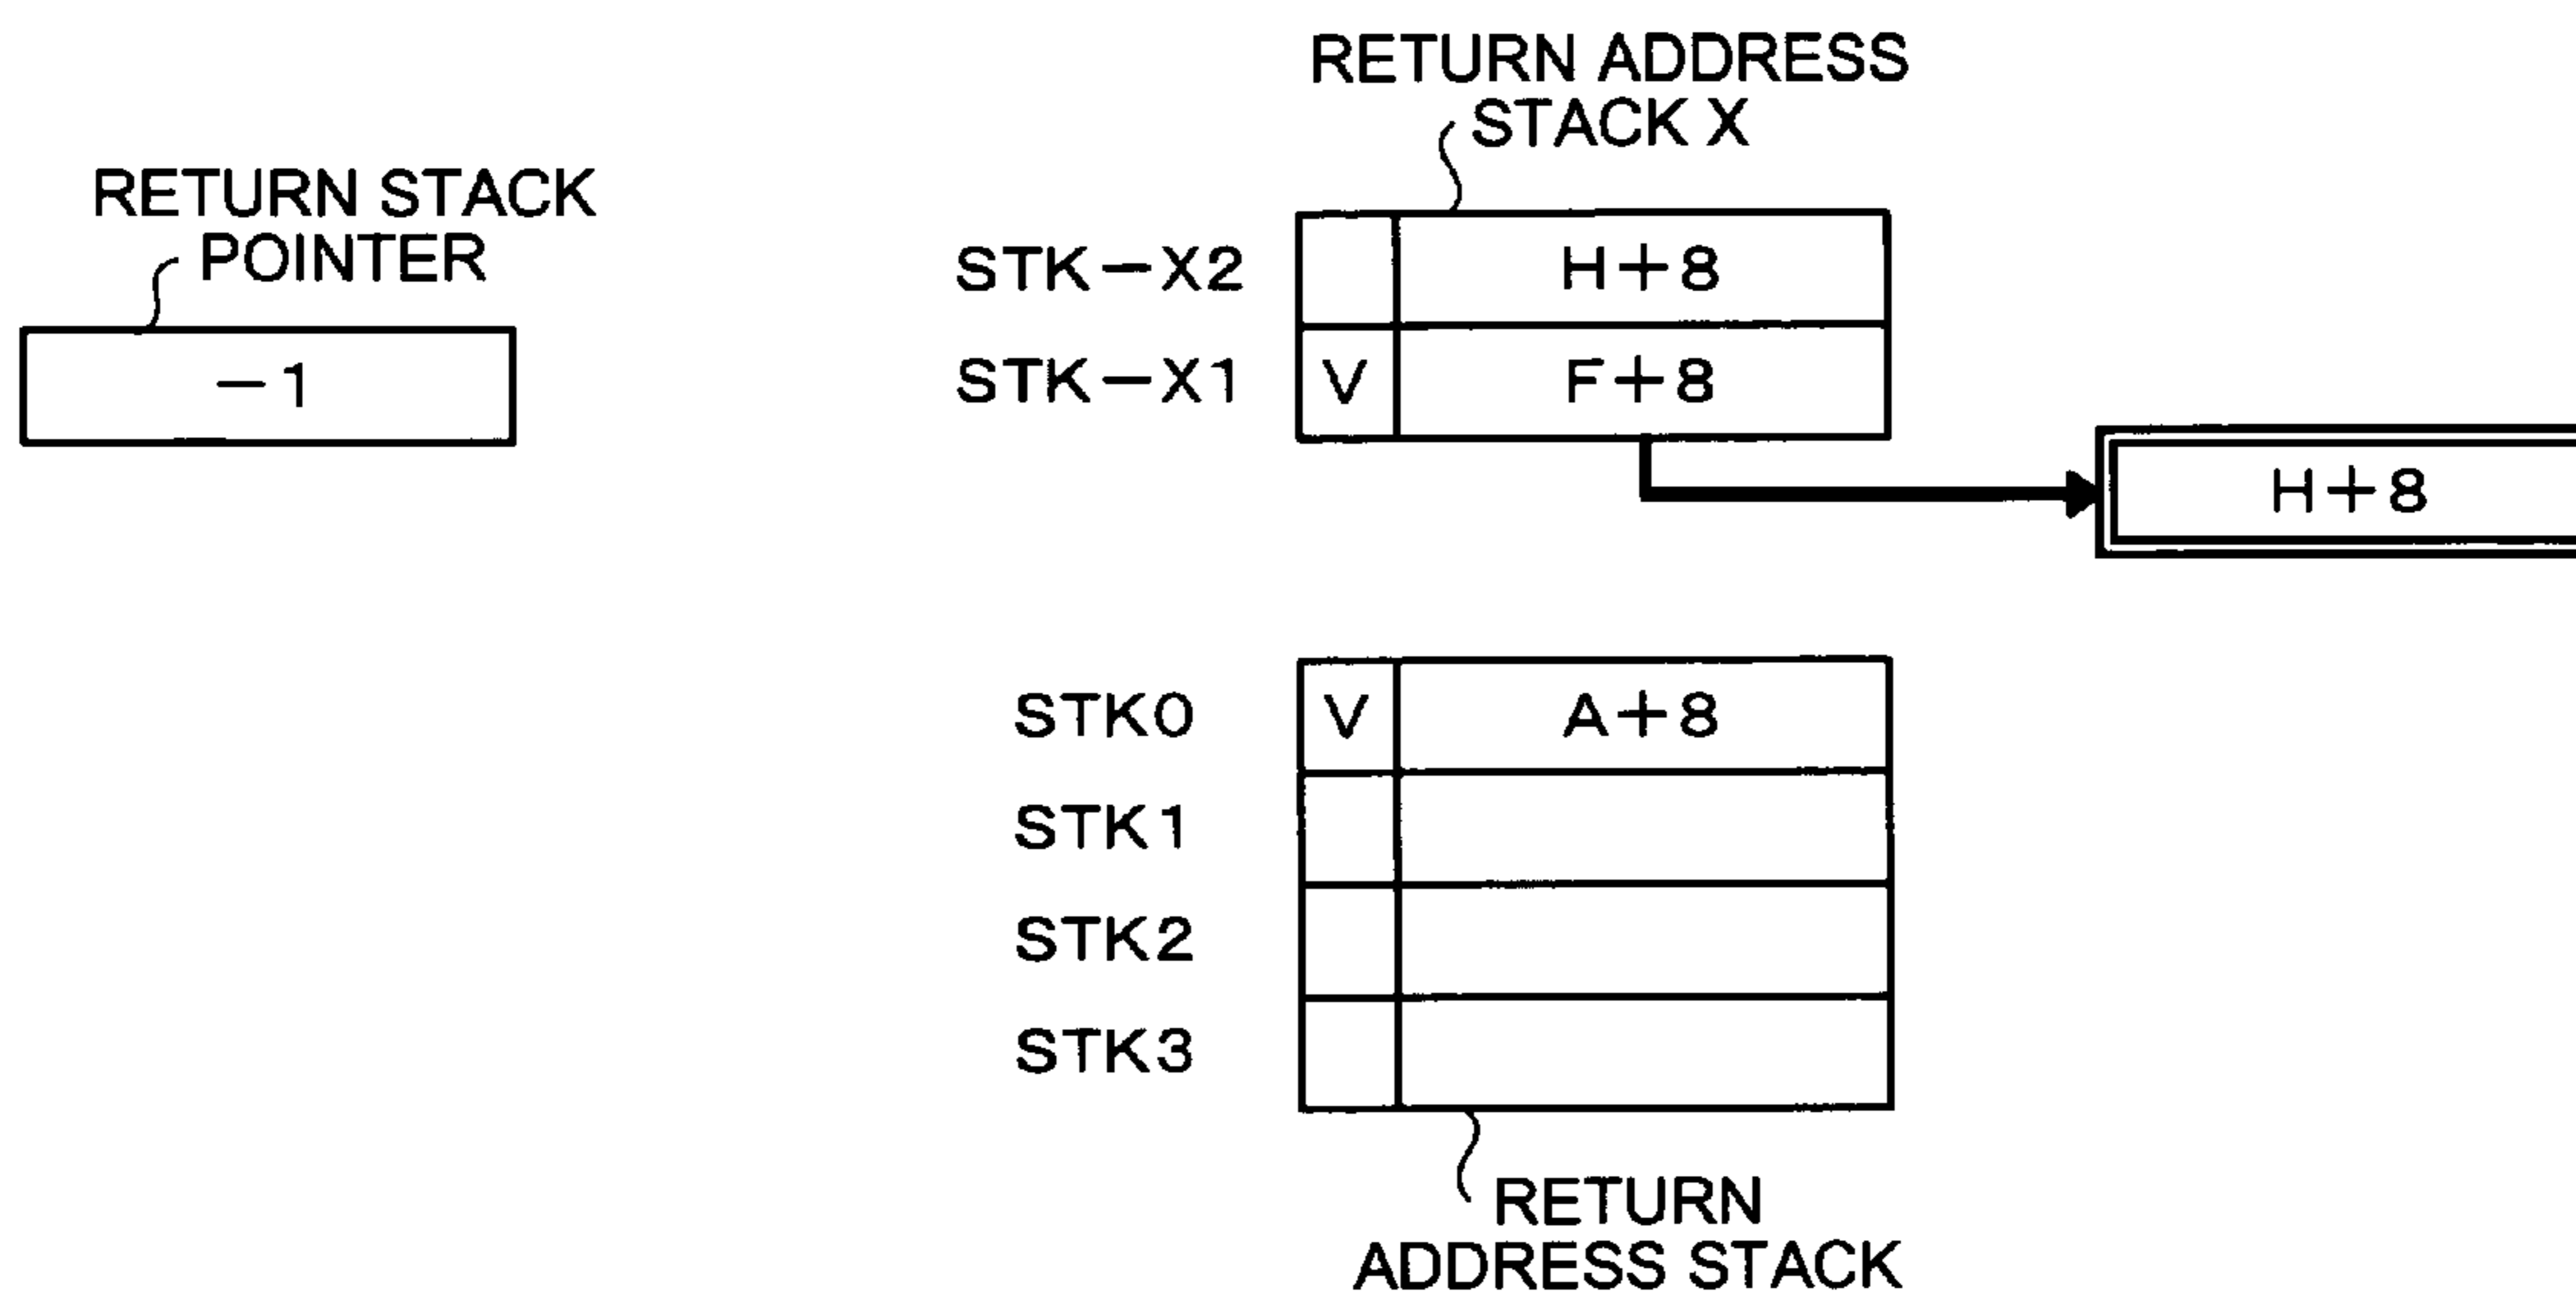 RETURN ADDRESS
STACK X
RETURN STACK
POINTER
−1
STK−X2 H+8
STK−X1 V F+8
H+8
STK0 V A+8
STK1
STK2
STK3
RETURN
ADDRESS STACK